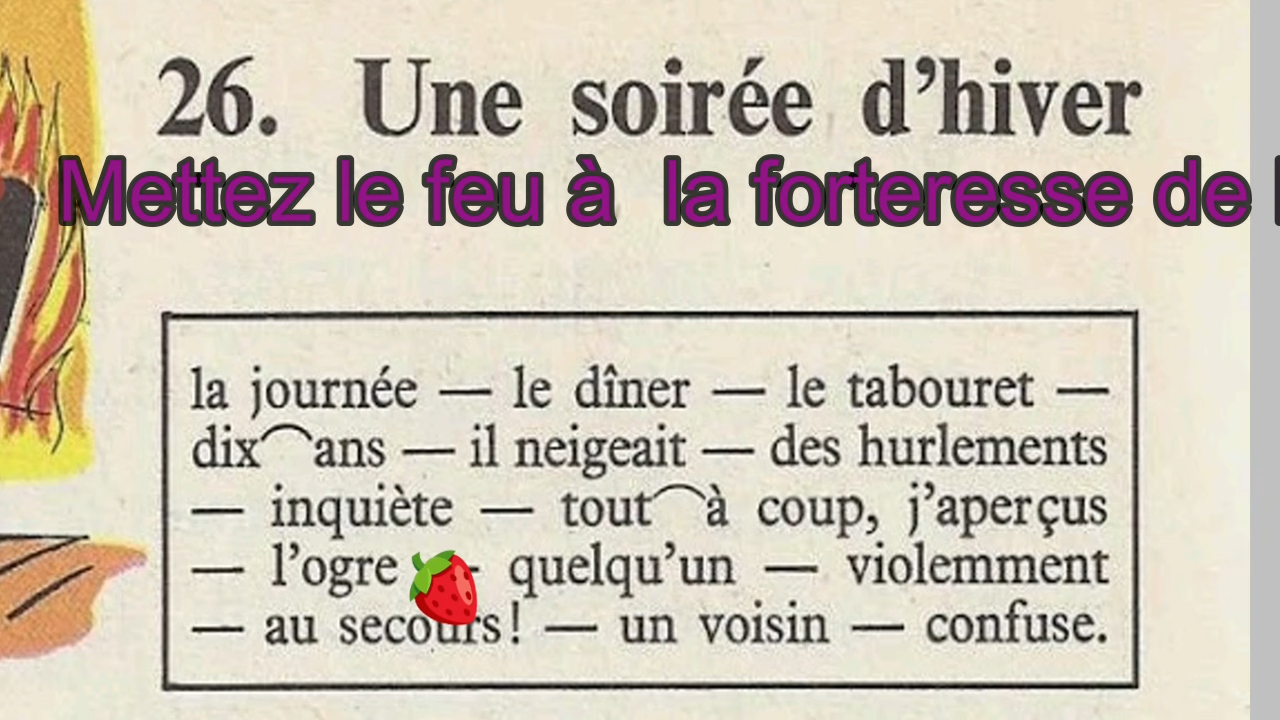 26. Une soirée d'hiver
Mettez le feu à la forteresse de
la journée — le dîner — le tabouret —
dix‿ans — il neigeait — des hurlements
— inquiète — tout‿à coup, j'aperçus
— l'ogre — quelqu'un — violemment
— au secours! — un voisin — confuse.